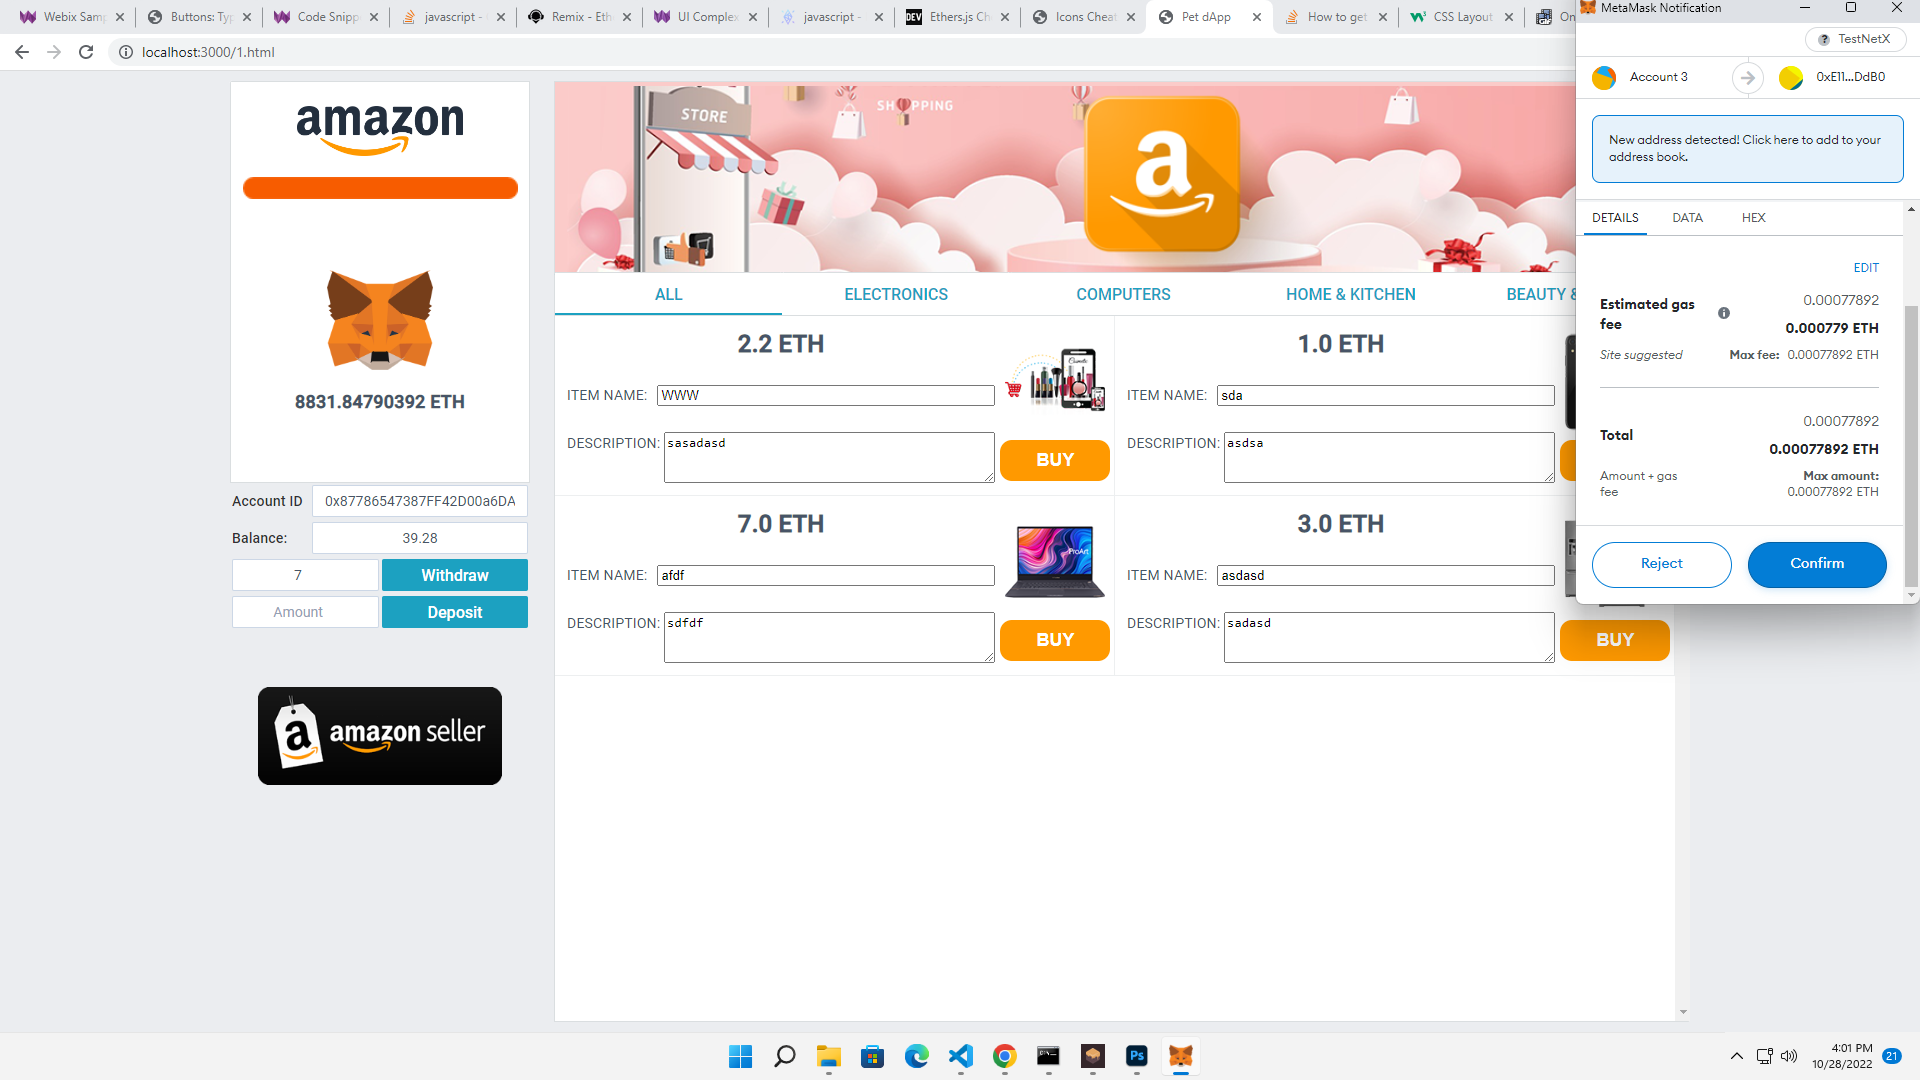 Webix Samp
Buttons: Typ
Code Snipp
javascript -
Remix - Eth
UI Complex
javascript -
DEV
Ethers.js Ch
Icons Cheat
Pet dApp
How to get
CSS Layout
On
localhost:3000/1.html
amazon
8831.84790392 ETH
Account ID
0x87786547387FF42D00a6DA
Balance:
39.28
7
Withdraw
Amount
Deposit
a amazon seller
STORE
SHOPPING
a
ALL
ELECTRONICS
COMPUTERS
HOME & KITCHEN
BEAUTY &
2.2 ETH
ITEM NAME: WWW
DESCRIPTION: sasadasd
BUY
1.0 ETH
ITEM NAME: sda
DESCRIPTION: asdsa
7.0 ETH
ITEM NAME: afdf
ProArt
DESCRIPTION: sdfdf
BUY
3.0 ETH
ITEM NAME: asdasd
DESCRIPTION: sadasd
BUY
MetaMask Notification
TestNetX
Account 3
0xE11...DdB0
New address detected! Click here to add to your
address book.
DETAILS
DATA
HEX
EDIT
Estimated gas
fee
0.00077892
0.000779 ETH
Site suggested
Max fee: 0.00077892 ETH
Total
0.00077892
0.00077892 ETH
Amount + gas
fee
Max amount:
0.00077892 ETH
Reject
Confirm
Ps
4:01 PM
10/28/2022
21